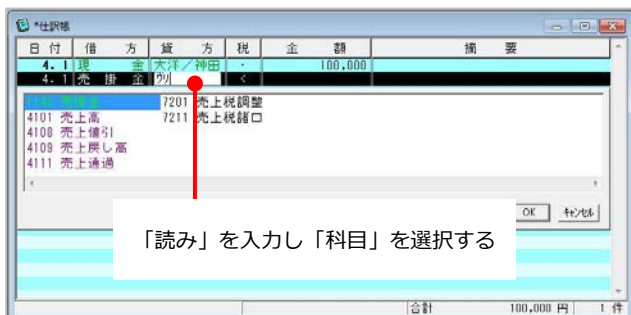 *仕訳帳
日 付 借 方 貸 方 税 金 額 摘 要
4. 1 現 金 大洋/神田 ・ 100,000
4. 1 売 掛 金 ｳﾘ <
7201 売上税調整
4101 売上高 7211 売上税諸口
4108 売上値引
4109 売上戻し高
4111 売上通過
OK ｷｬﾝｾﾙ
「読み」を入力し「科目」を選択する
合計 100,000 円 1 件